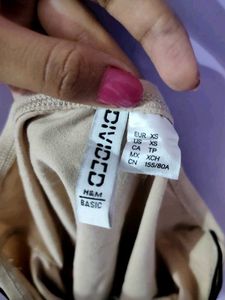 DIVIDED
H&M
BASIC
EUR XS
US XS
CA TP
MX XCH
CN 155/80A